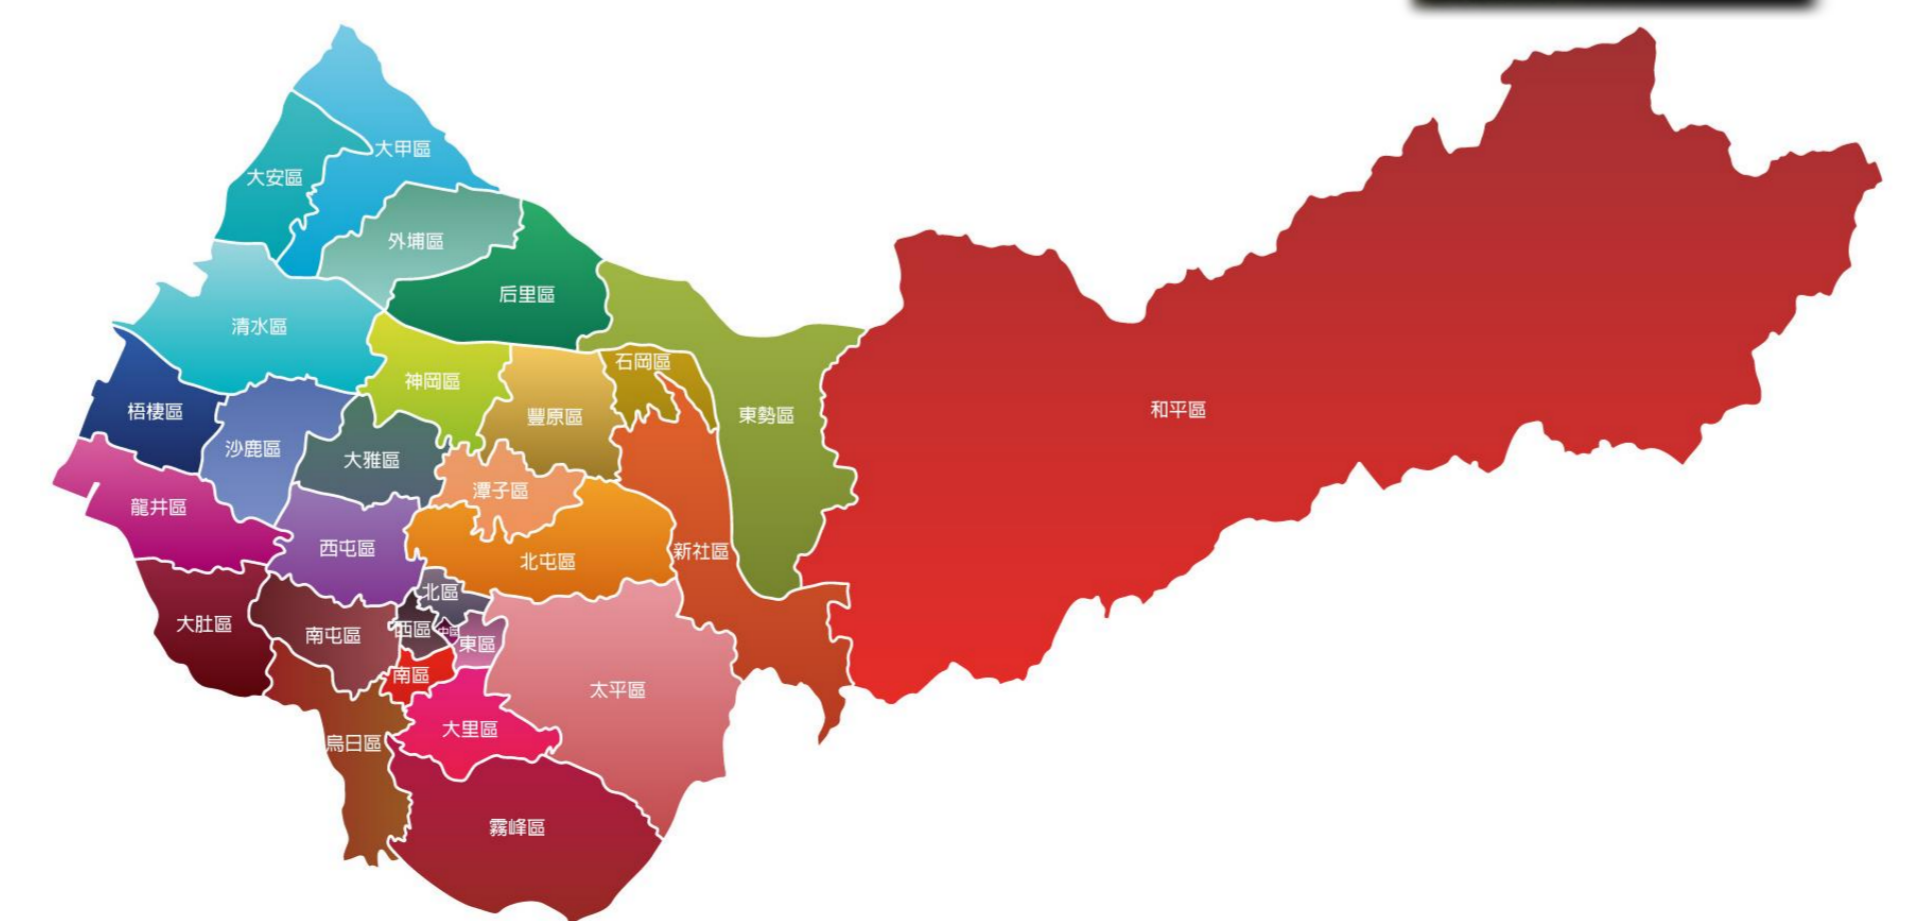 大甲區
大安區
外埔區
后里區
清水區
石岡區
神岡區
和平區
梧棲區
豐原區
東勢區
沙鹿區
大雅區
潭子區
龍井區
西屯區
新社區
北屯區
北區
大肚區
南屯區
西區
中區
東區
南區
太平區
大里區
烏日區
霧峰區